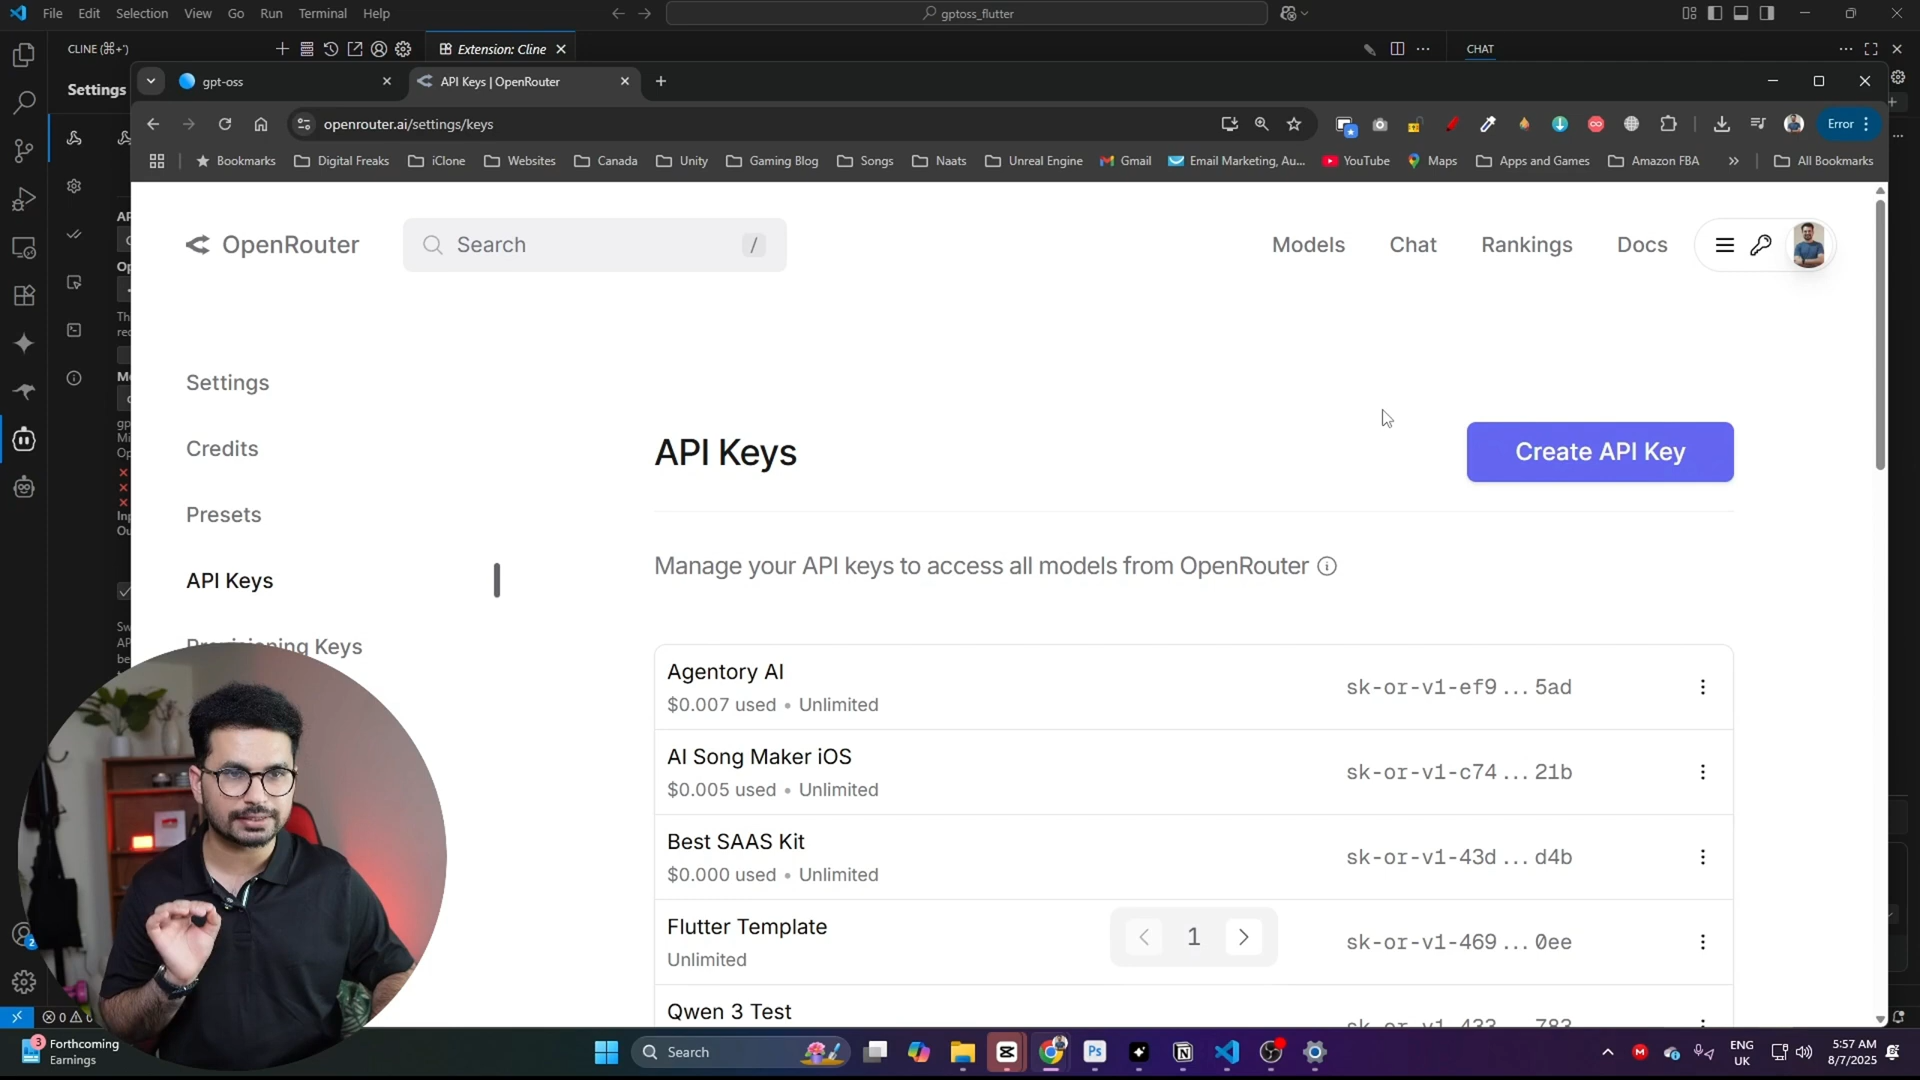 File Edit Selection View Go Run Terminal Help
gptoss_flutter
CLINE (⌘+')
Extension: Cline
CHAT
Settings
gpt-oss
API Keys | OpenRouter
openrouter.ai/settings/keys
Error
Bookmarks Digital Freaks iClone Websites Canada Unity Gaming Blog Songs Naats Unreal Engine Gmail Email Marketing, Au... YouTube Maps Apps and Games Amazon FBA All Bookmarks
OpenRouter
Search
/
Models
Chat
Rankings
Docs
Settings
Credits
Presets
API Keys
API Keys
Create API Key
Manage your API keys to access all models from OpenRouter
Agentory AI
$0.007 used • Unlimited
sk-or-v1-ef9...5ad
AI Song Maker iOS
$0.005 used • Unlimited
sk-or-v1-c74...21b
Best SAAS Kit
$0.000 used • Unlimited
sk-or-v1-43d...d4b
Flutter Template
Unlimited
sk-or-v1-469...0ee
1
Qwen 3 Test
Keys
3
Forthcoming
Earnings
Search
ENG
UK
5:57 AM
8/7/2025